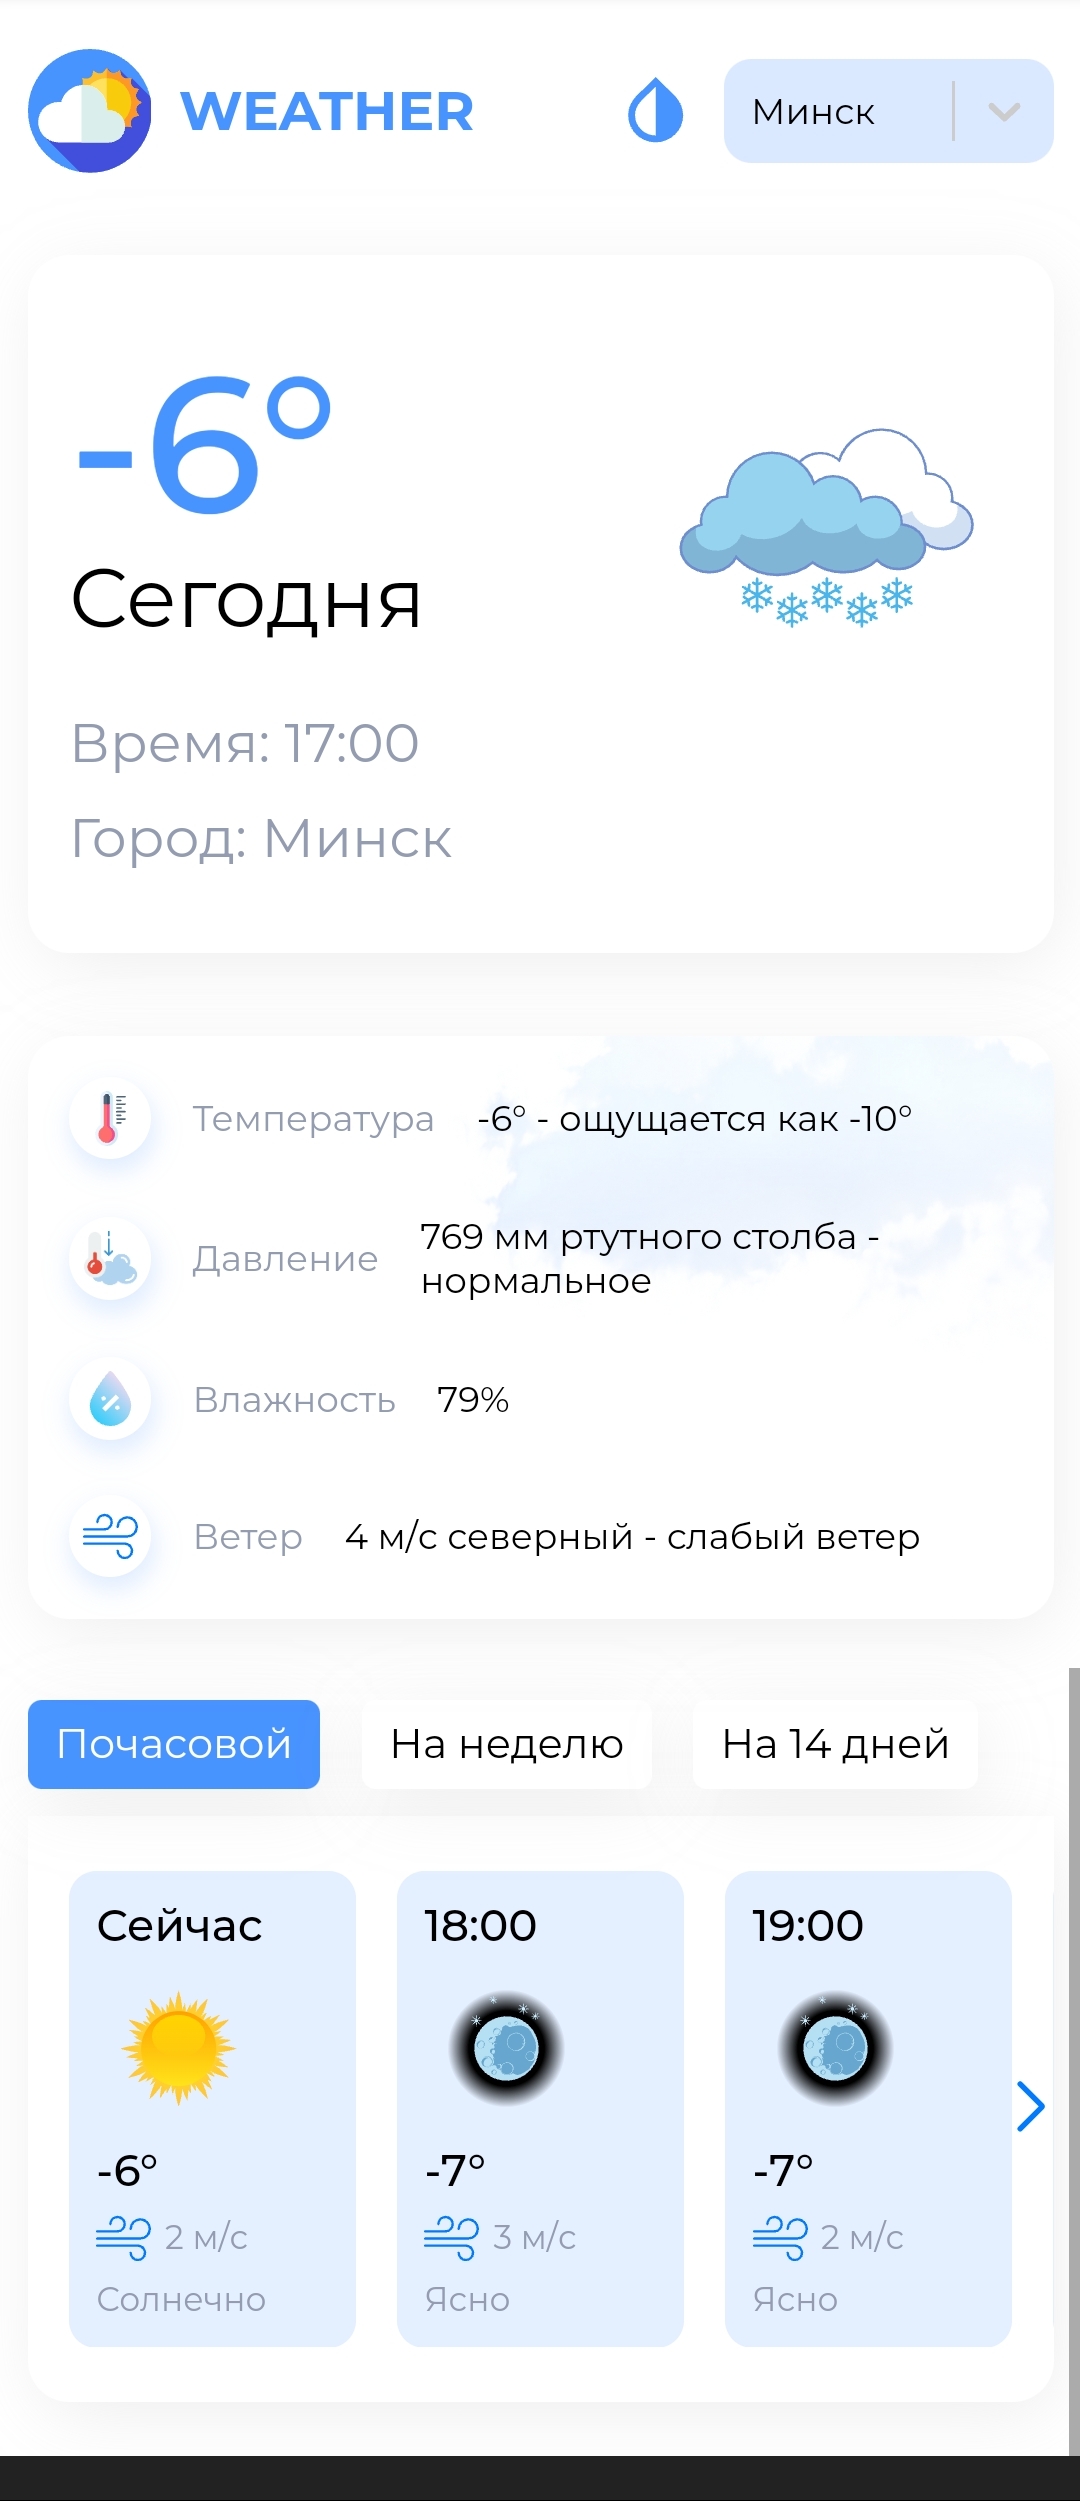 WEATHER
Минск
-6°
Сегодня
Время: 17:00
Город: Минск
Температура -6° - ощущается как -10°
Давление 769 мм ртутного столба -
нормальное
Влажность 79%
Ветер 4 м/с северный - слабый ветер
Почасовой На неделю На 14 дней
Сейчас 18:00 19:00
-6° -7° -7°
2 м/с 3 м/с 2 м/с
Солнечно Ясно Ясно